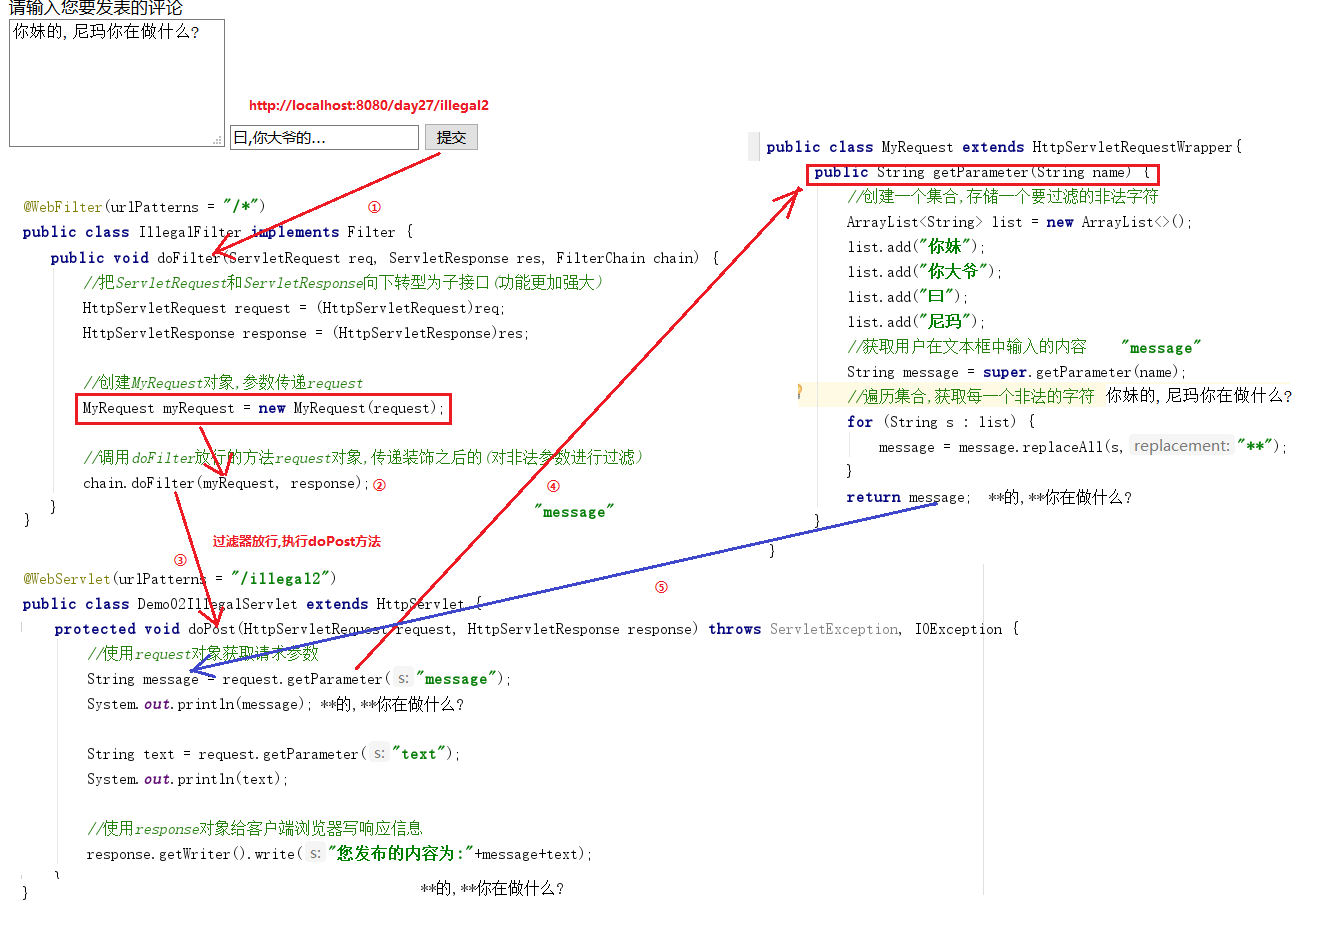 请输入您要发表的评论
你妹的,尼玛你在做什么?
http://localhost:8080/day27/illegal2
曰,你大爷的...
提交
@WebFilter(urlPatterns = "/*")
①
public class IllegalFilter implements Filter {
public void doFilter(ServletRequest req, ServletResponse res, FilterChain chain) {
//把ServletRequest和ServletResponse向下转型为子接口(功能更加强大)
HttpServletRequest request = (HttpServletRequest)req;
HttpServletResponse response = (HttpServletResponse)res;
//创建MyRequest对象,参数传递request
MyRequest myRequest = new MyRequest(request);
//调用doFilter放行的方法request对象,传递装饰之后的(对非法参数进行过滤)
chain.doFilter(myRequest, response);
②
}
}
public class MyRequest extends HttpServletRequestWrapper{
public String getParameter(String name) {
//创建一个集合,存储一个要过滤的非法字符
ArrayList<String> list = new ArrayList<>();
list.add("你妹");
list.add("你大爷");
list.add("曰");
list.add("尼玛");
//获取用户在文本框中输入的内容 "message"
String message = super.getParameter(name);
//遍历集合,获取每一个非法的字符 你妹的,尼玛你在做什么?
for (String s : list) {
message = message.replaceAll(s, replacement: "**");
}
return message; **的,**你在做什么?
}
}
④
"message"
过滤器放行,执行doPost方法
③
⑤
@WebServlet(urlPatterns = "/illegal2")
public class Demo02IllegalServlet extends HttpServlet {
protected void doPost(HttpServletRequest request, HttpServletResponse response) throws ServletException, IOException {
//使用request对象获取请求参数
String message = request.getParameter( s: "message");
System.out.println(message); **的,**你在做什么?
String text = request.getParameter( s: "text");
System.out.println(text);
//使用response对象给客户端浏览器写响应信息
response.getWriter().write( s: "您发布的内容为:"+message+text);
}
**的,**你在做什么?
}